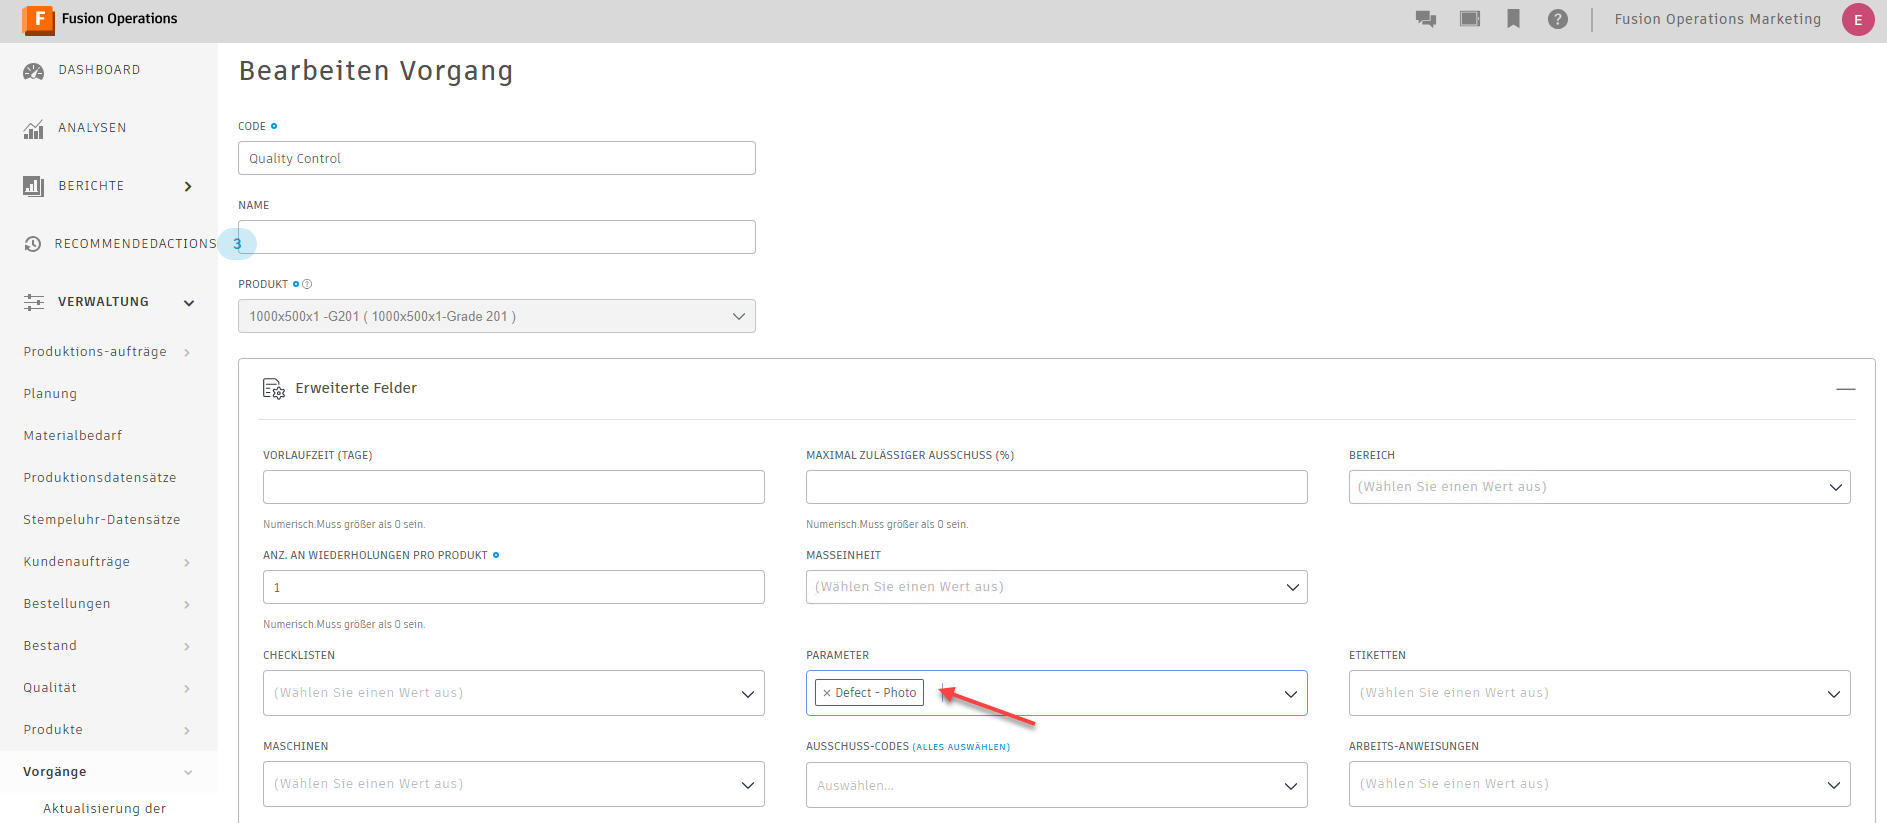 F Fusion Operations
Fusion Operations Marketing E
DASHBOARD
ANALYSEN
BERICHTE
RECOMMENDEDACTIONS 3
VERWALTUNG
Produktions-aufträge
Planung
Materialbedarf
Produktionsdatensätze
Stempeluhr-Datensätze
Kundenaufträge
Bestellungen
Bestand
Qualität
Produkte
Vorgänge
Aktualisierung der
Bearbeiten Vorgang
CODE
Quality Control
NAME
PRODUKT
1000x500x1 -G201 ( 1000x500x1-Grade 201 )
Erweiterte Felder
VORLAUFZEIT (TAGE)
Numerisch.Muss größer als 0 sein.
MAXIMAL ZULÄSSIGER AUSSCHUSS (%)
Numerisch.Muss größer als 0 sein.
BEREICH
(Wählen Sie einen Wert aus)
ANZ. AN WIEDERHOLUNGEN PRO PRODUKT
1
Numerisch.Muss größer als 0 sein.
MASSEINHEIT
(Wählen Sie einen Wert aus)
CHECKLISTEN
(Wählen Sie einen Wert aus)
PARAMETER
× Defect - Photo
ETIKETTEN
(Wählen Sie einen Wert aus)
MASCHINEN
(Wählen Sie einen Wert aus)
AUSSCHUSS-CODES (ALLES AUSWÄHLEN)
Auswählen...
ARBEITS-ANWEISUNGEN
(Wählen Sie einen Wert aus)